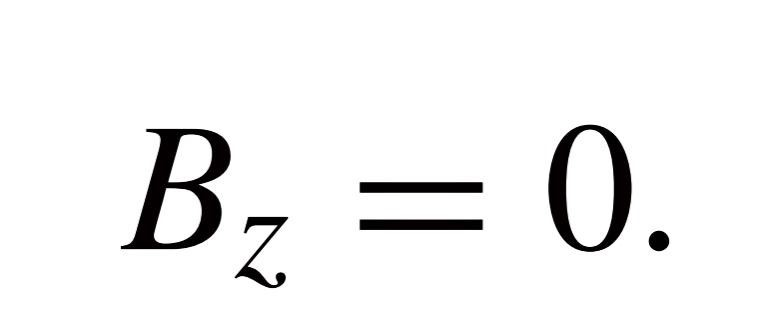 B_z = 0.